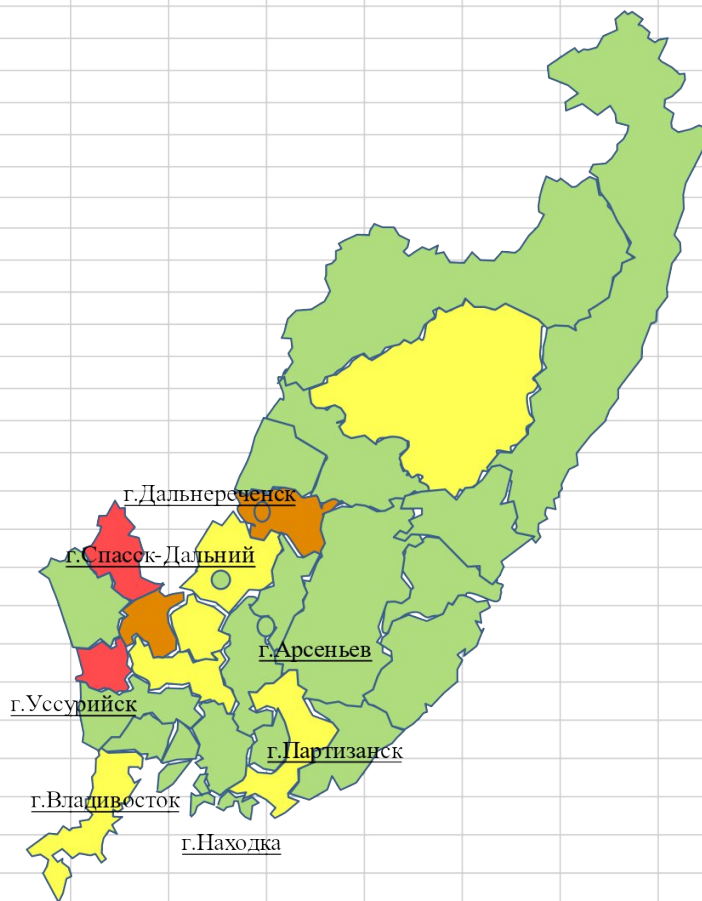 г.Дальнереченск
г.Спасск-Дальний
г.Арсеньев
г.Уссурийск
г.Партизанск
г.Владивосток
г.Находка